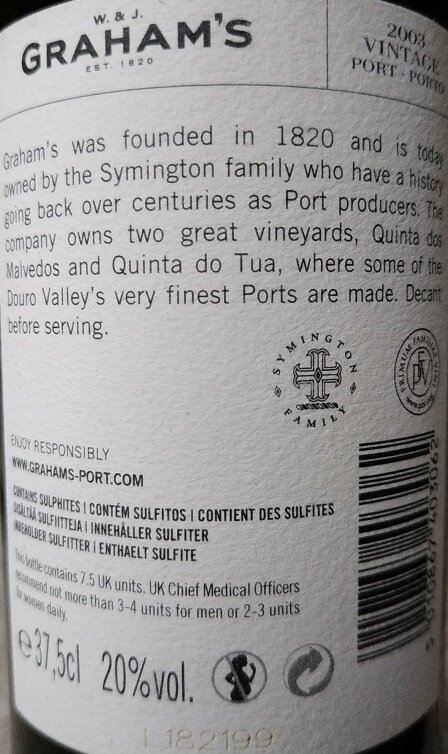 W. & J.
GRAHAM'S
EST. 1820
2003
VINTAGE
PORT · PORTO
Graham's was founded in 1820 and is today
owned by the Symington family who have a history
going back over centuries as Port producers. The
company owns two great vineyards, Quinta dos
Malvedos and Quinta do Tua, where some of the
Douro Valley's very finest Ports are made. Decant
before serving.
SYMINGTON
FAMILY
ENJOY RESPONSIBLY
WWW.GRAHAMS-PORT.COM
CONTAINS SULPHITES | CONTÉM SULFITOS | CONTIENT DES SULFITES
SISÄLTÄÄ SULFIITTEJA | INNEHÅLLER SULFITER
INNEHOLDER SULFITTER | ENTHAELT SULFITE
This bottle contains 7.5 UK units. UK Chief Medical Officers
recommend not more than 3-4 units for men or 2-3 units
for women daily.
e37,5cl 20%vol.
L182199